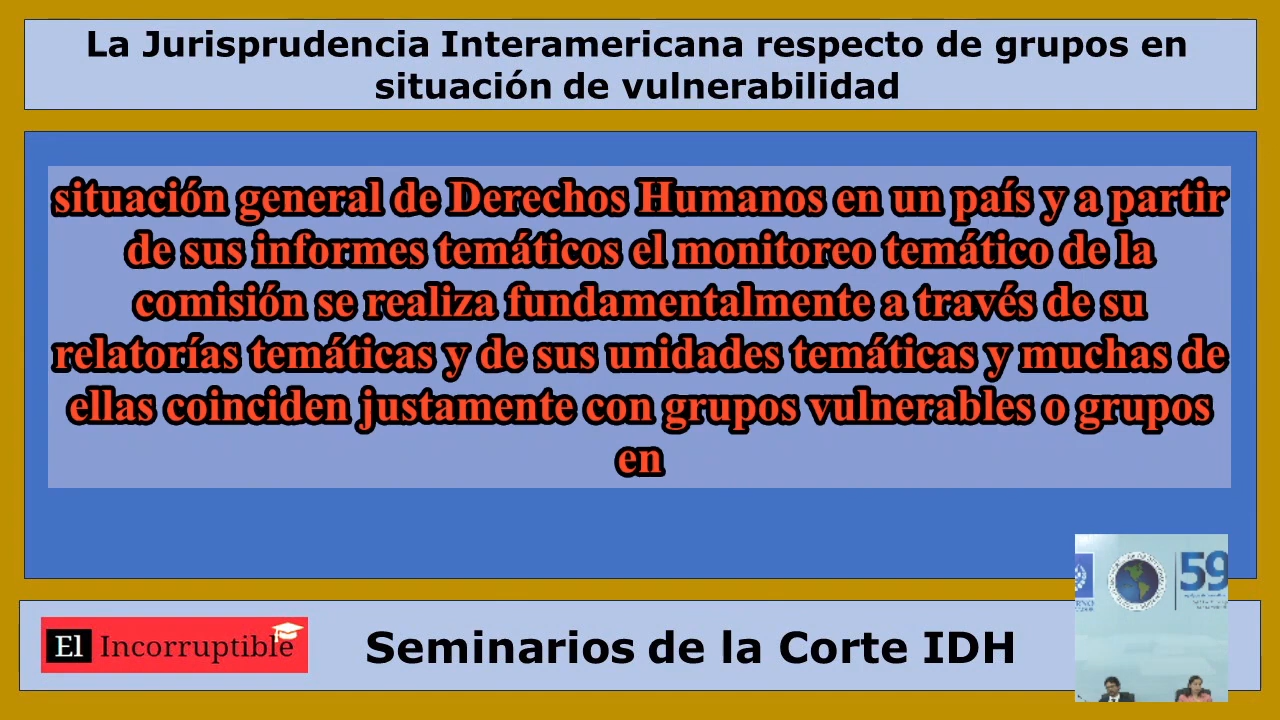 La Jurisprudencia Interamericana respecto de grupos en
situación de vulnerabilidad
situación general de Derechos Humanos en un país y a partir
de sus informes temáticos el monitoreo temático de la
comisión se realiza fundamentalmente a través de su
relatorías temáticas y de sus unidades temáticas y muchas de
ellas coinciden justamente con grupos vulnerables o grupos
en
59
El Incorruptible
Seminarios de la Corte IDH